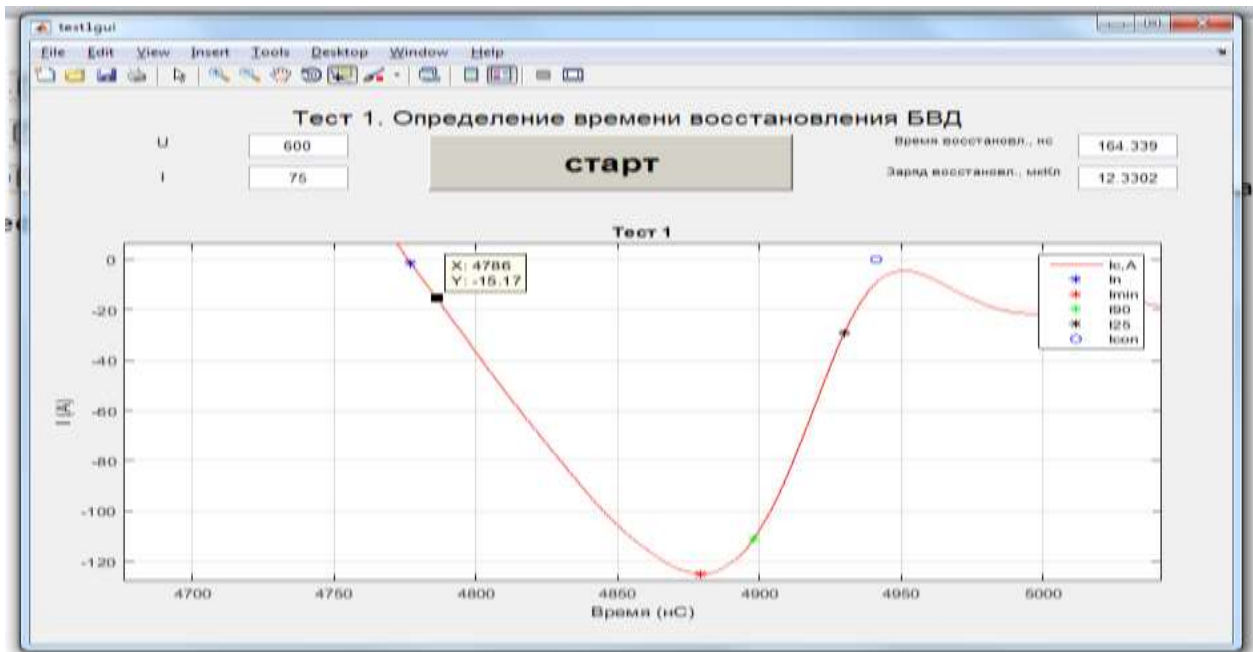 test1gui
File Edit View Insert Tools Desktop Window Help
Тест 1. Определение времени восстановления БВД
U 600
I 75
старт
Время восстановл., нс 164.339
Заряд восстановл., мкКл 12.3302
Тест 1
X: 4786
Y: -15.17
Ic,A
In
Imin
I90
I25
Icon
0
-20
-40
-60
-80
-100
-120
I [A]
4700 4750 4800 4850 4900 4950 5000
Время (нС)